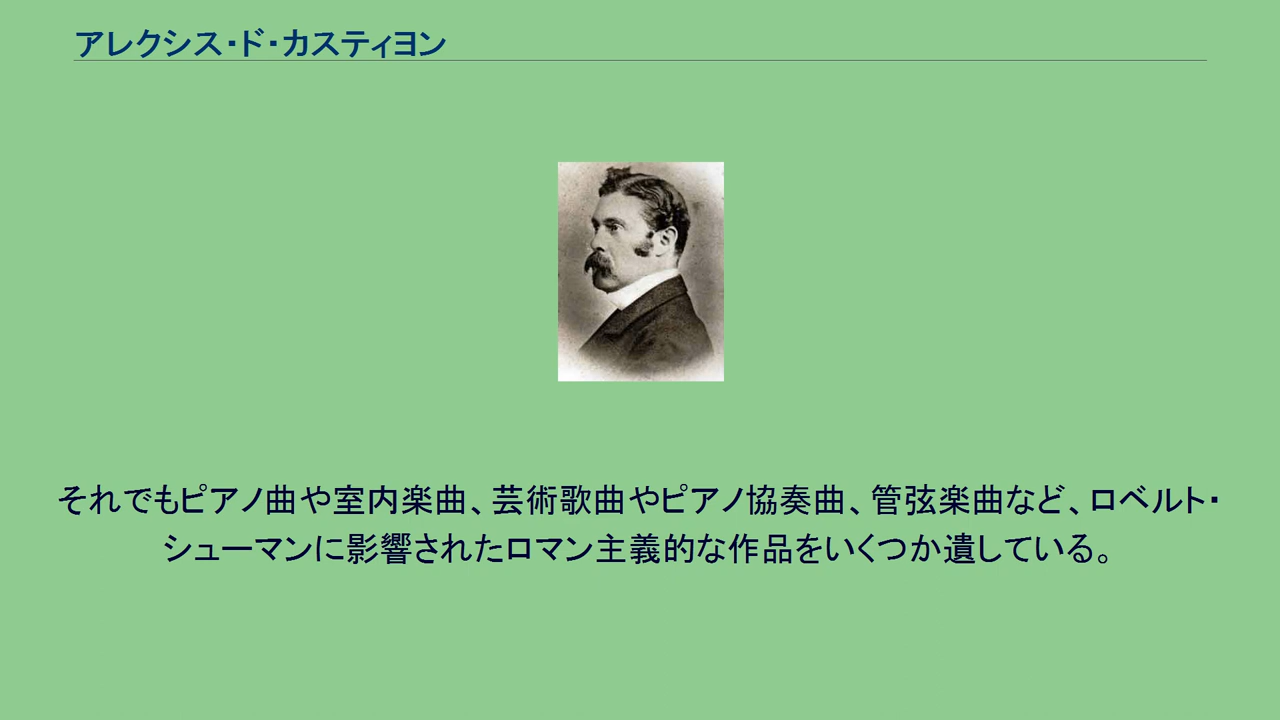 アレクシス・ド・カスティヨン
それでもピアノ曲や室内楽曲、芸術歌曲やピアノ協奏曲、管弦楽曲など、ロベルト・
シューマンに影響されたロマン主義的な作品をいくつか遺している。